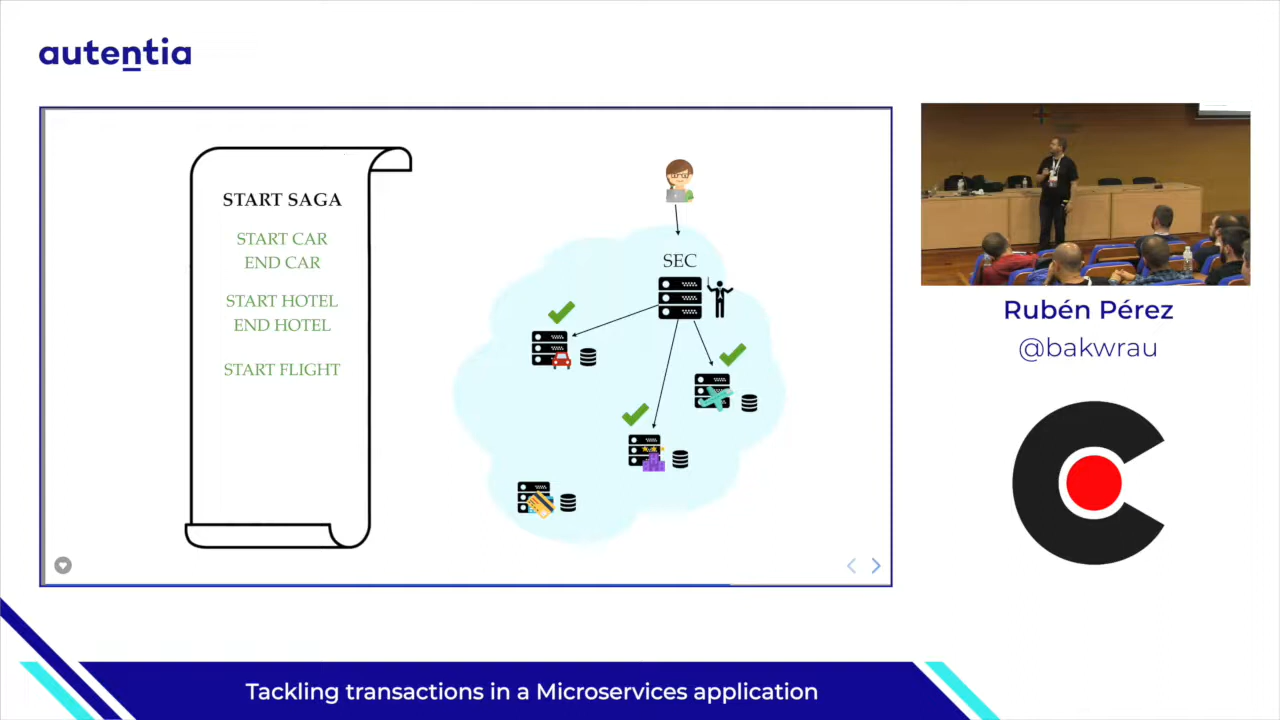 autentia
START SAGA
START CAR
END CAR
START HOTEL
END HOTEL
START FLIGHT
SEC
Rubén Pérez
@bakwrau
Tackling transactions in a Microservices application